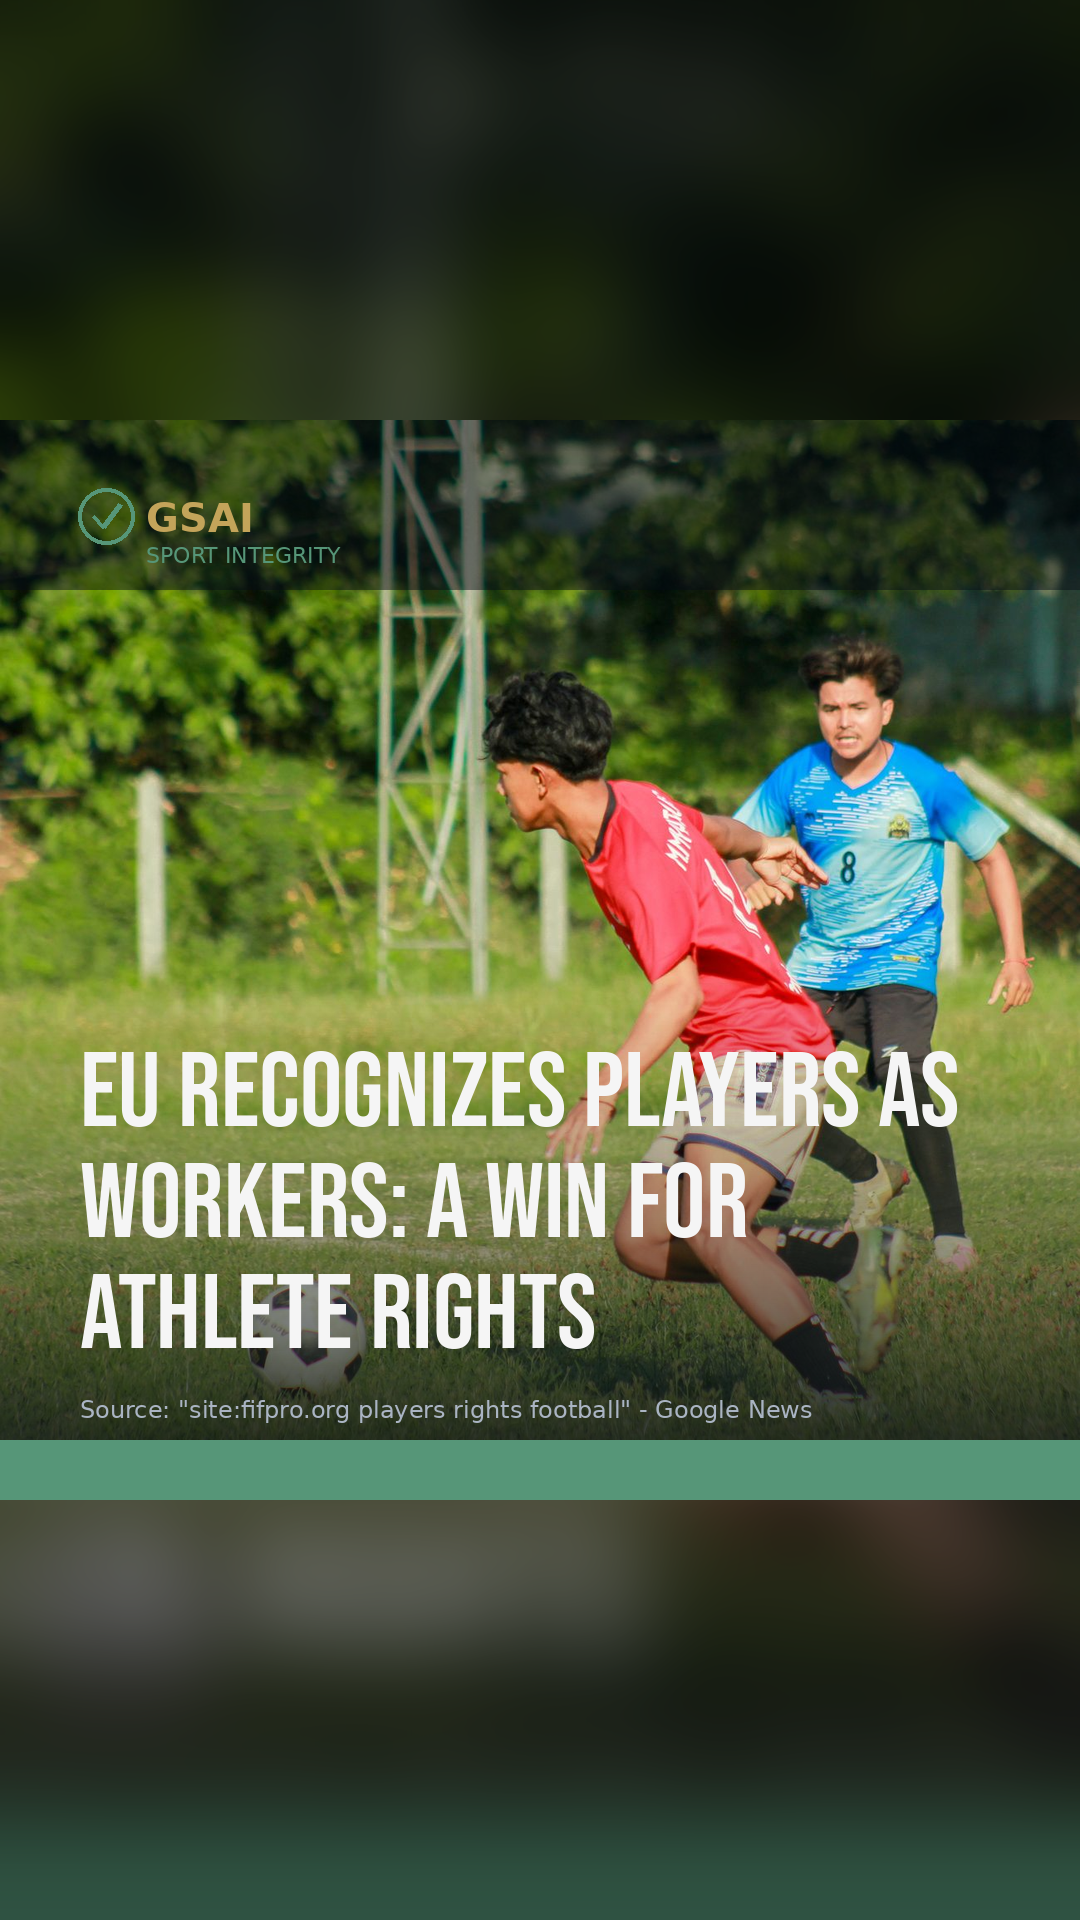 GSAI
SPORT INTEGRITY
8
EU RECOGNIZES PLAYERS AS
WORKERS: A WIN FOR
ATHLETE RIGHTS
Source: "site:fifpro.org players rights football" - Google News